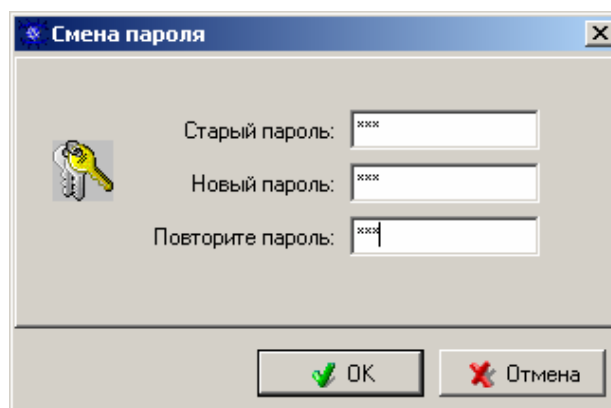 Смена пароля
Старый пароль: ***
Новый пароль: ***
Повторите пароль: ***
OK
Отмена